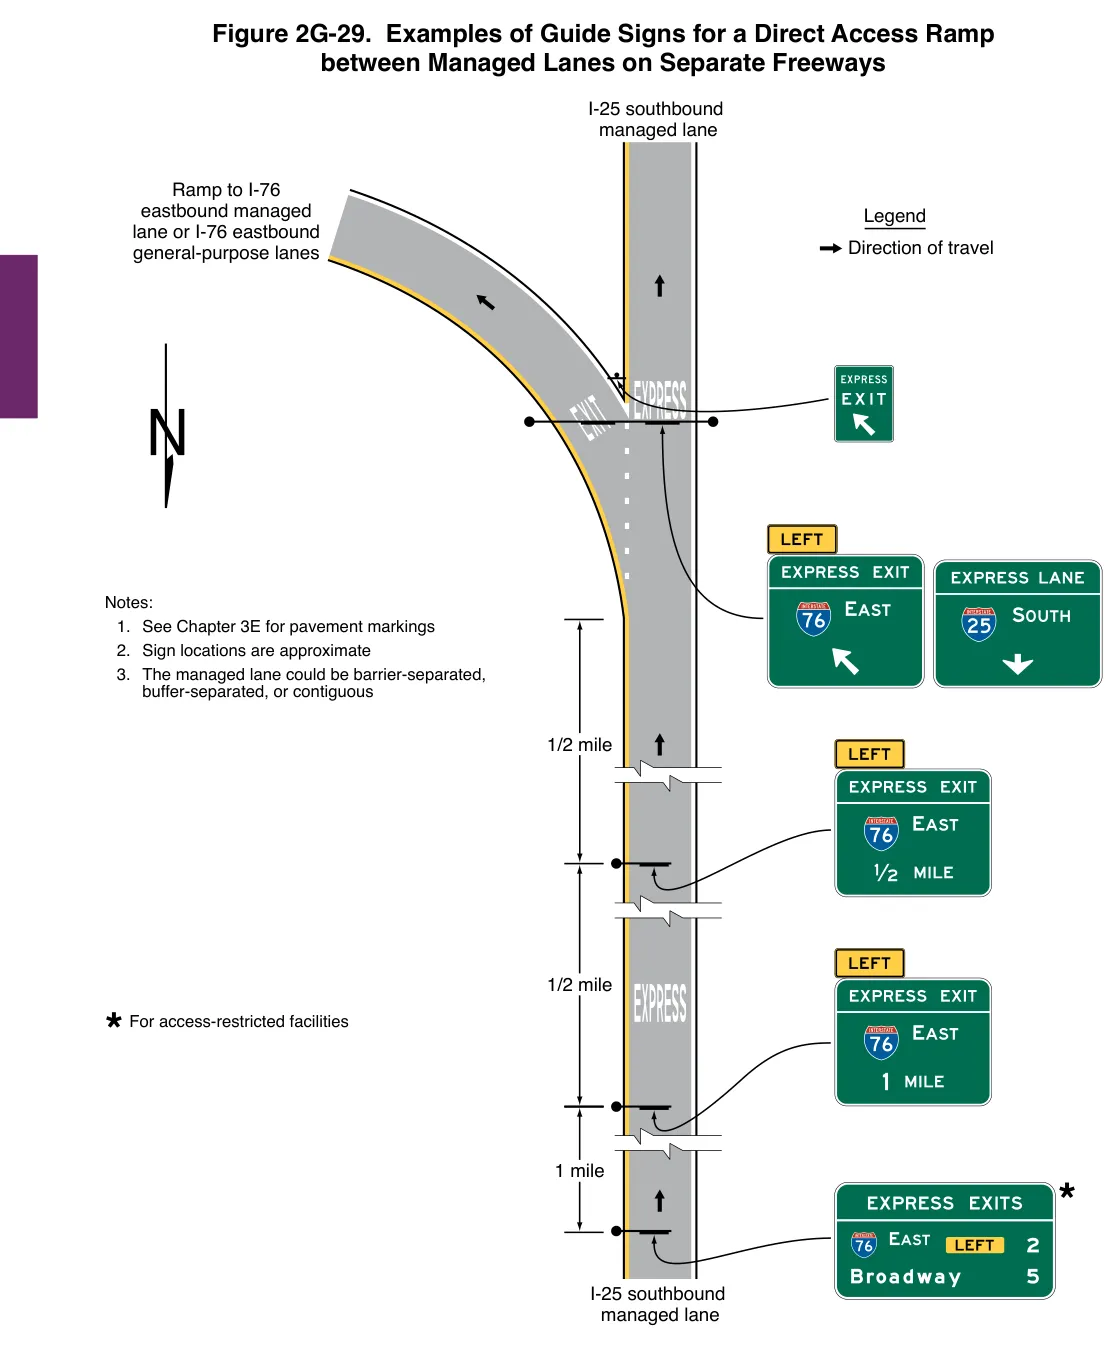 Figure 2G-29.  Examples of Guide Signs for a Direct Access Ramp
between Managed Lanes on Separate Freeways
I-25 southbound
managed lane
Ramp to I-76
eastbound managed
lane or I-76 eastbound
general-purpose lanes
Legend
Direction of travel
N
EXIT
EXPRESS
EXPRESS
EXIT
LEFT
EXPRESS EXIT
INTERSTATE
76
EAST
EXPRESS LANE
INTERSTATE
25
SOUTH
Notes:
1. See Chapter 3E for pavement markings
2. Sign locations are approximate
3. The managed lane could be barrier-separated,
buffer-separated, or contiguous
1/2 mile
LEFT
EXPRESS EXIT
INTERSTATE
76
EAST
1/2 MILE
1/2 mile
EXPRESS
LEFT
EXPRESS EXIT
INTERSTATE
76
EAST
1 MILE
* For access-restricted facilities
1 mile
*
EXPRESS EXITS
INTERSTATE
76
EAST LEFT 2
Broadway 5
I-25 southbound
managed lane